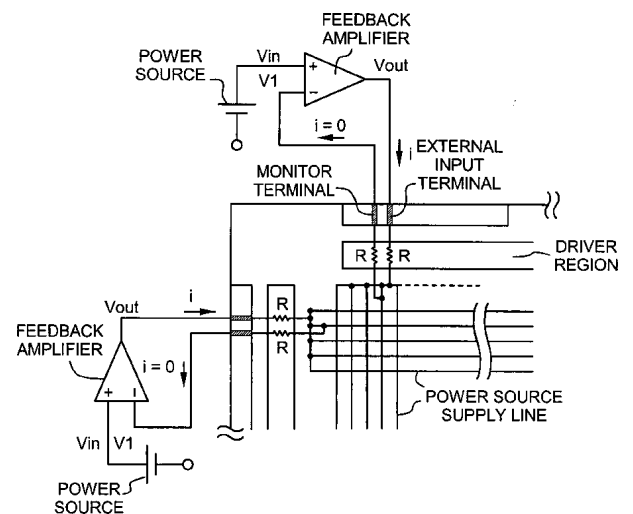 FEEDBACK
AMPLIFIER
POWER
SOURCE
Vin
V1
+
−
Vout
i = 0
i
EXTERNAL
INPUT
TERMINAL
MONITOR
TERMINAL
R
R
DRIVER
REGION
Vout
i
R
R
FEEDBACK
AMPLIFIER
i = 0
+
−
Vin
V1
POWER SOURCE
SUPPLY LINE
POWER
SOURCE